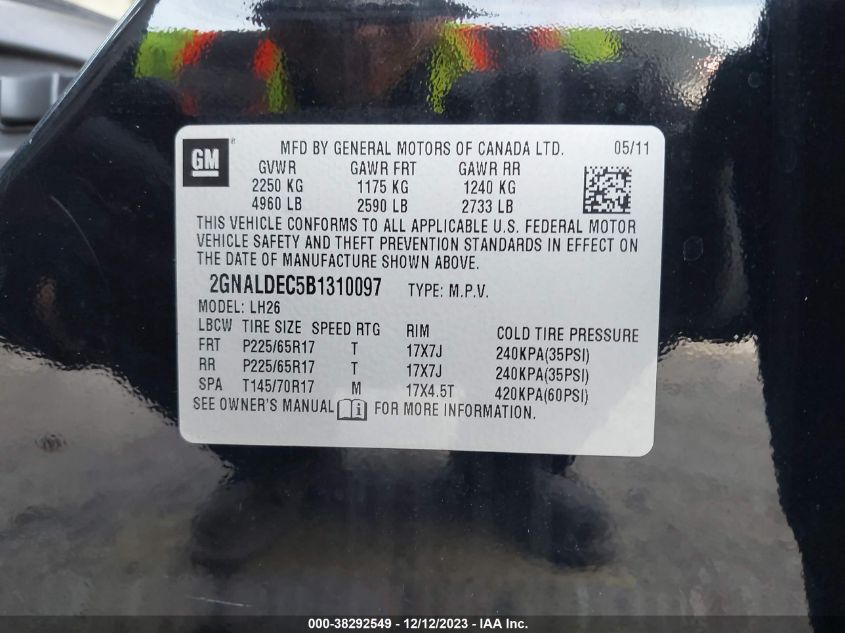 GM ®
MFD BY GENERAL MOTORS OF CANADA LTD. 05/11
GVWR GAWR FRT GAWR RR
2250 KG 1175 KG 1240 KG
4960 LB 2590 LB 2733 LB
THIS VEHICLE CONFORMS TO ALL APPLICABLE U.S. FEDERAL MOTOR
VEHICLE SAFETY AND THEFT PREVENTION STANDARDS IN EFFECT ON
THE DATE OF MANUFACTURE SHOWN ABOVE.
2GNALDEC5B1310097 TYPE: M.P.V.
MODEL: LH26
LBCW TIRE SIZE SPEED RTG RIM COLD TIRE PRESSURE
FRT P225/65R17 T 17X7J 240KPA(35PSI)
RR P225/65R17 T 17X7J 240KPA(35PSI)
SPA T145/70R17 M 17X4.5T 420KPA(60PSI)
SEE OWNER'S MANUAL FOR MORE INFORMATION.
000-38292549 - 12/12/2023 - IAA Inc.